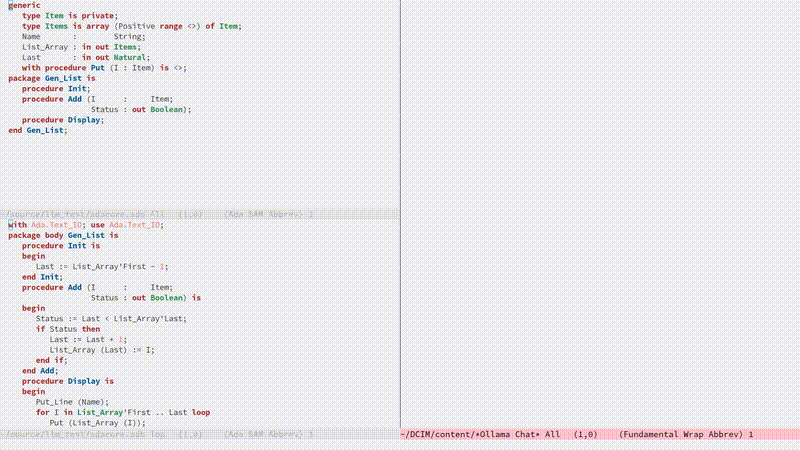 generic
   type Item is private;
   type Items is array (Positive range <>) of Item;
   Name       :        String;
   List_Array : in out Items;
   Last       : in out Natural;
   with procedure Put (I : Item) is <>;
package Gen_List is
   procedure Init;
   procedure Add (I      :     Item;
                  Status : out Boolean);
   procedure Display;
end Gen_List;
~/source/llm_test/adacore.ads All   (1,0)     (Ada SAM Abbrev) 1
with Ada.Text_IO; use Ada.Text_IO;
package body Gen_List is
   procedure Init is
   begin
      Last := List_Array'First - 1;
   end Init;
   procedure Add (I      :     Item;
                  Status : out Boolean) is
   begin
      Status := Last < List_Array'Last;
      if Status then
         Last := Last + 1;
         List_Array (Last) := I;
      end if;
   end Add;
   procedure Display is
   begin
      Put_Line (Name);
      for I in List_Array'First .. Last loop
         Put (List_Array (I));
~/source/llm_test/adacore.adb Top   (1,0)     (Ada SAM Abbrev) 1
~/DCIM/content/*Ollama Chat* All   (1,0)     (Fundamental Wrap Abbrev) 1